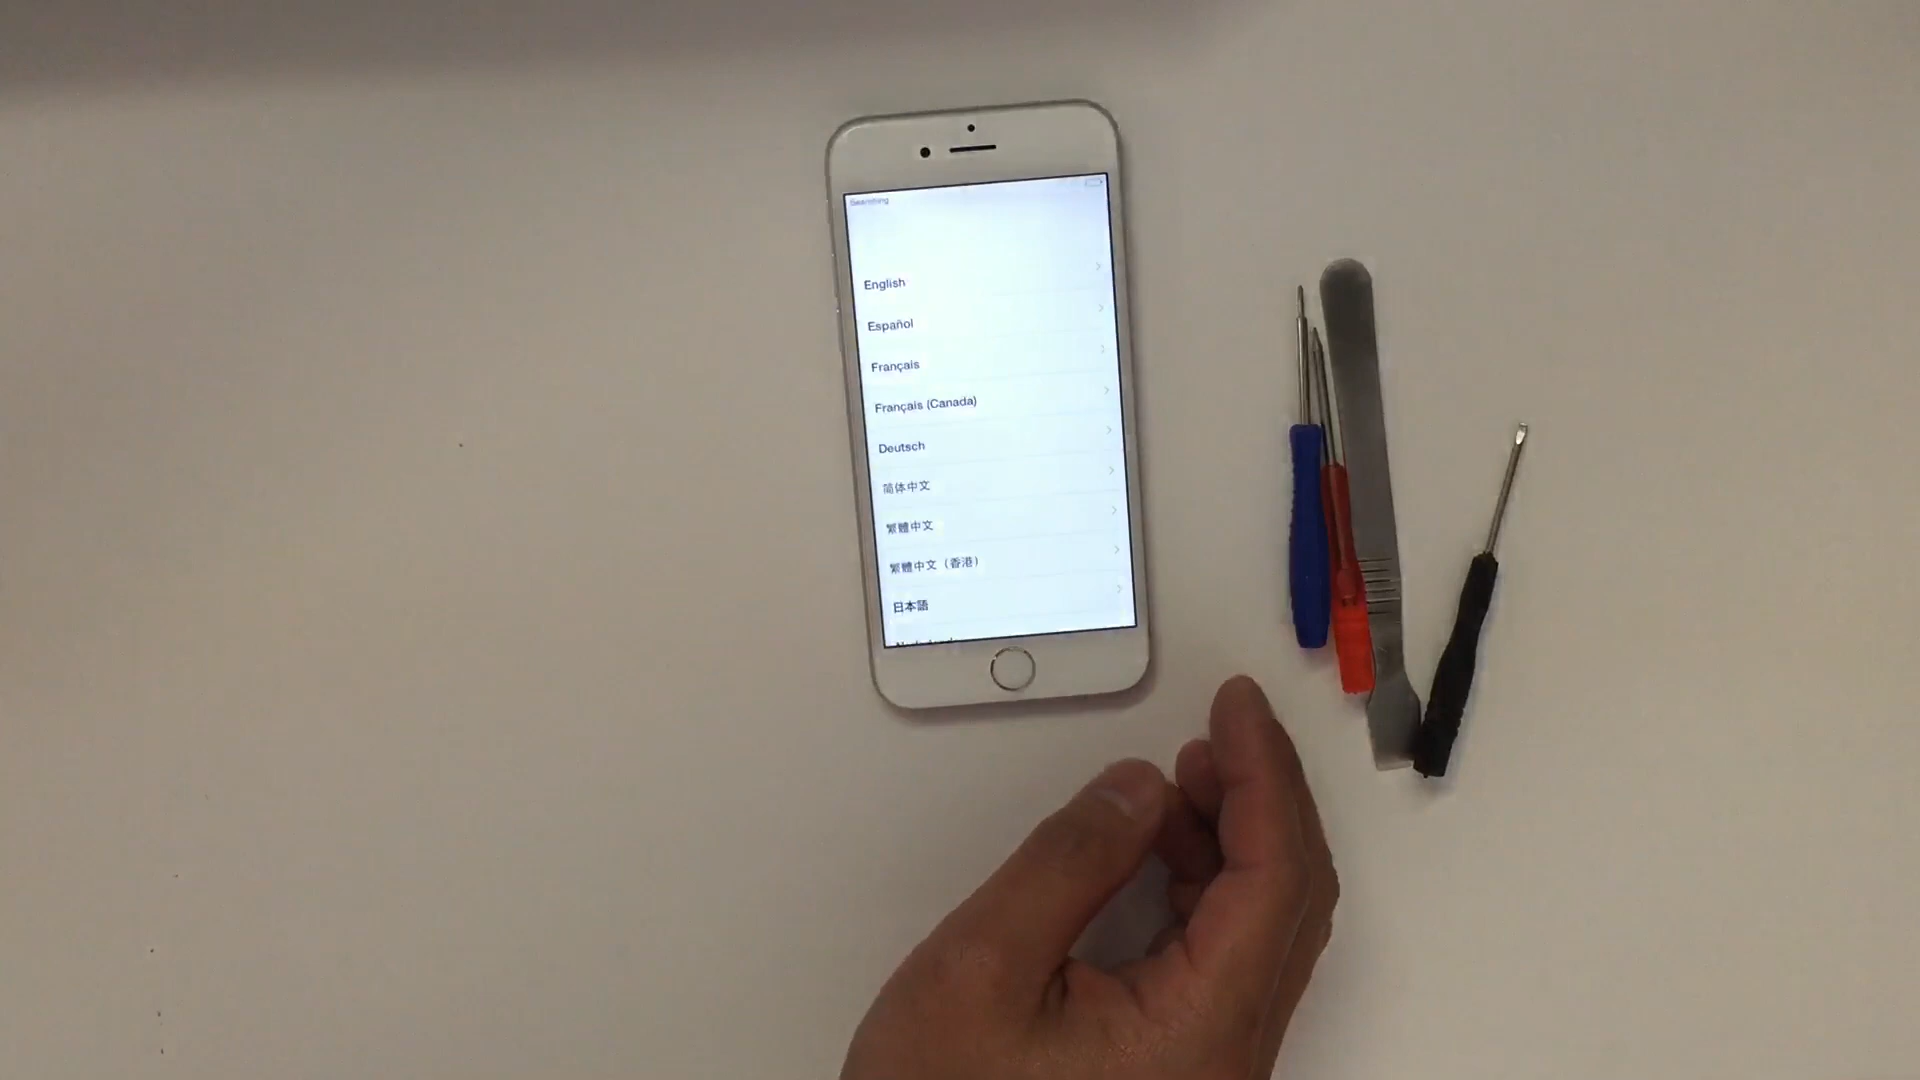 Searching
English
Español
Français
Français (Canada)
Deutsch
简体中文
繁體中文
繁體中文（香港）
日本語